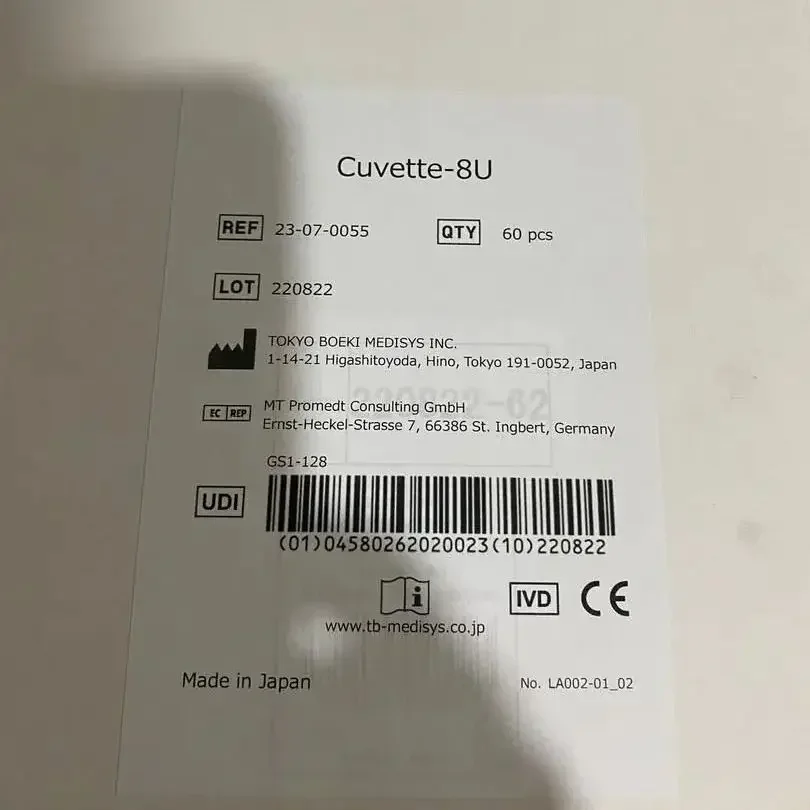 Cuvette-8U
REF 23-07-0055 QTY 60 pcs
LOT 220822
TOKYO BOEKI MEDISYS INC.
1-14-21 Higashitoyoda, Hino, Tokyo 191-0052, Japan
220822-62
EC REP MT Promedt Consulting GmbH
Ernst-Heckel-Strasse 7, 66386 St. Ingbert, Germany
GS1-128
UDI
(01)04580262020023(10)220822
i IVD CE
www.tb-medisys.co.jp
Made in Japan No. LA002-01_02